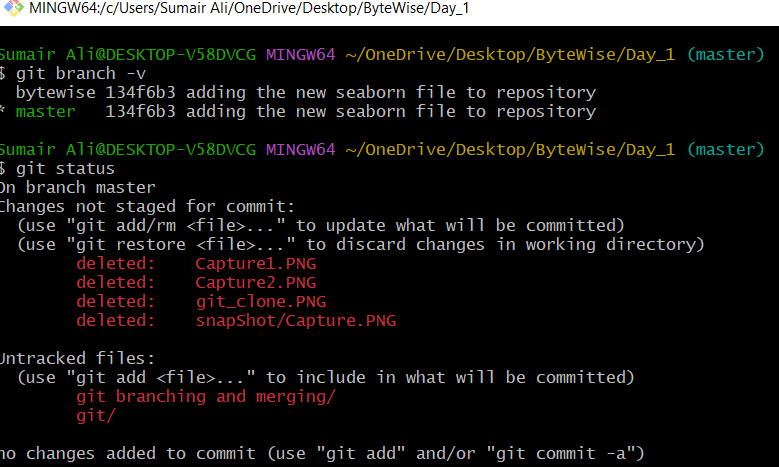 MINGW64:/c/Users/Sumair Ali/OneDrive/Desktop/ByteWise/Day_1
Sumair Ali@DESKTOP-V58DVCG MINGW64 ~/OneDrive/Desktop/ByteWise/Day_1 (master)
$ git branch -v
  bytewise 134f6b3 adding the new seaborn file to repository
* master   134f6b3 adding the new seaborn file to repository
Sumair Ali@DESKTOP-V58DVCG MINGW64 ~/OneDrive/Desktop/ByteWise/Day_1 (master)
$ git status
On branch master
Changes not staged for commit:
  (use "git add/rm <file>..." to update what will be committed)
  (use "git restore <file>..." to discard changes in working directory)
        deleted:    Capture1.PNG
        deleted:    Capture2.PNG
        deleted:    git_clone.PNG
        deleted:    snapShot/Capture.PNG
Untracked files:
  (use "git add <file>..." to include in what will be committed)
        git branching and merging/
        git/
no changes added to commit (use "git add" and/or "git commit -a")